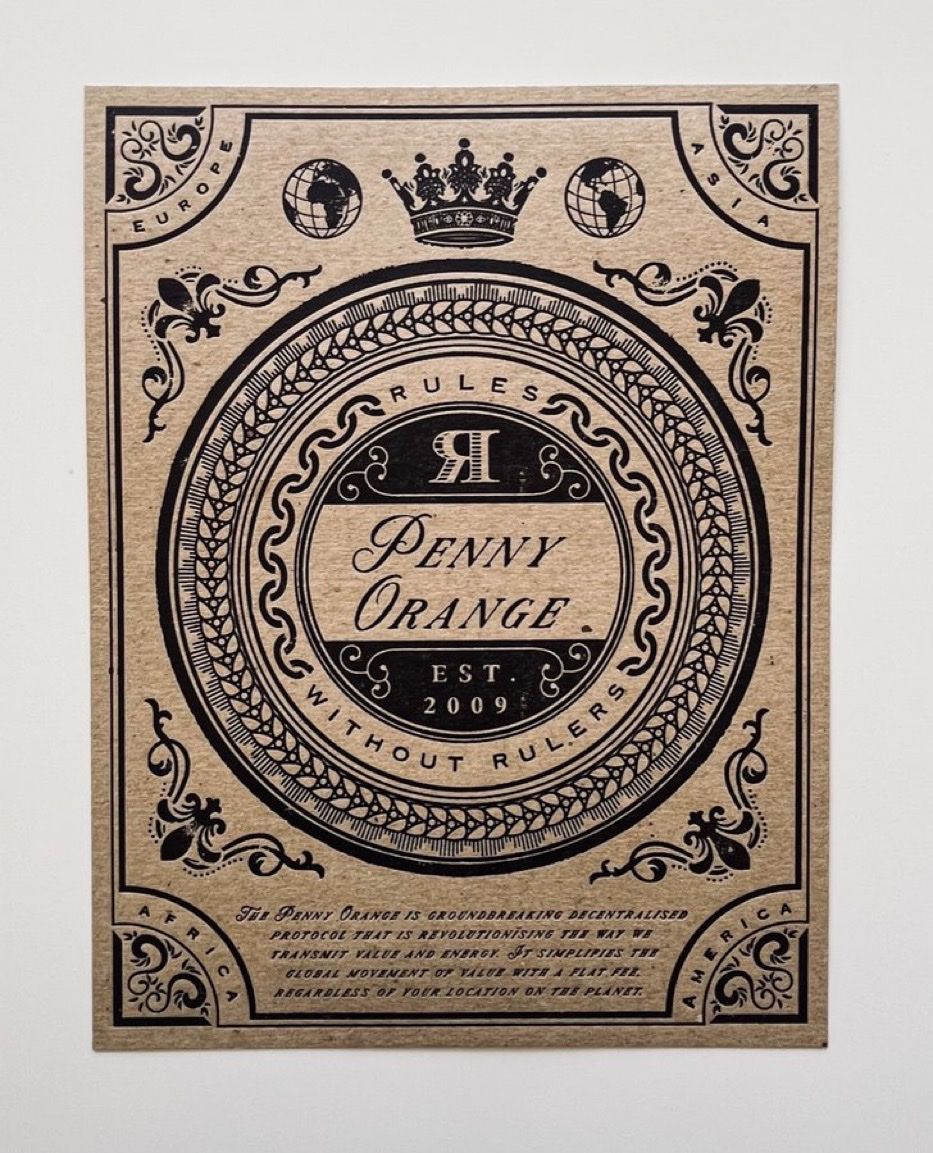 EUROPE
ASIA
RULES
Я
PENNY
ORANGE
EST.
2009
WITHOUT RULERS
AFRICA
AMERICA
THE PENNY ORANGE IS GROUNDBREAKING DECENTRALISED
PROTOCOL THAT IS REVOLUTIONISING THE WAY WE
TRANSMIT VALUE AND ENERGY. IT SIMPLIFIES THE
GLOBAL MOVEMENT OF VALUE WITH A FLAT FEE.
REGARDLESS OF YOUR LOCATION ON THE PLANET.